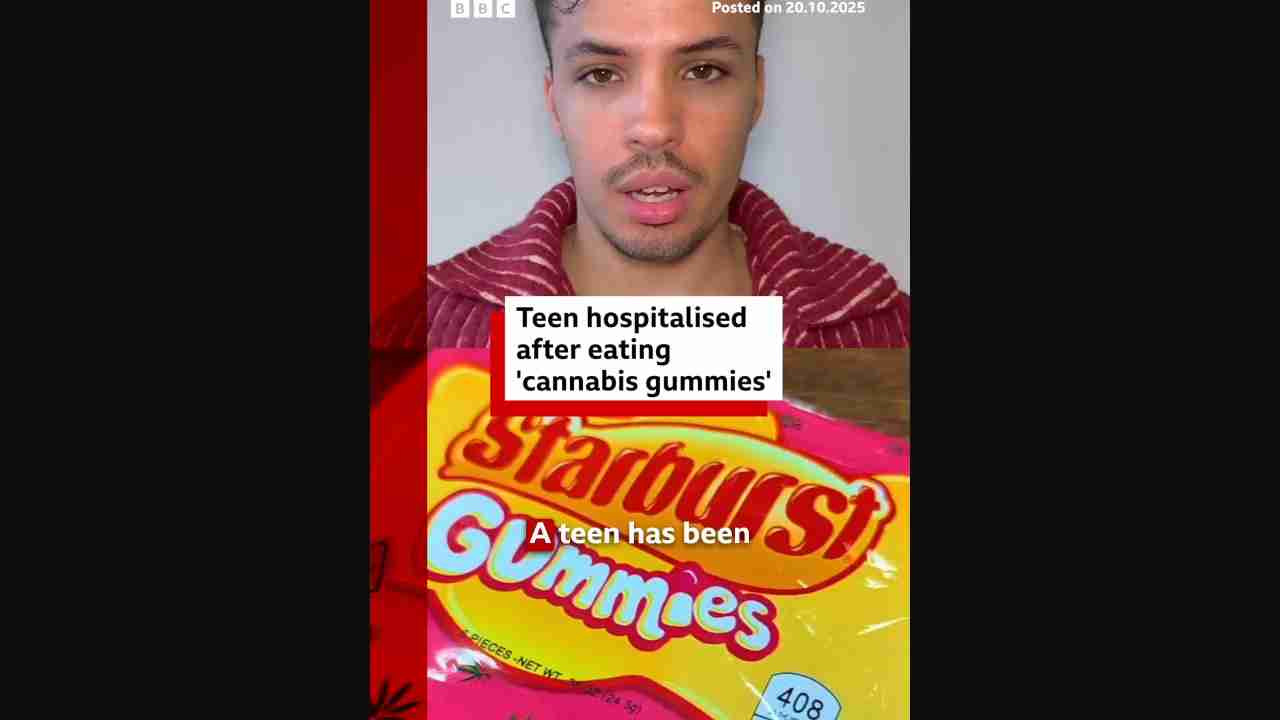 BBC
Posted on 20.10.2025
Teen hospitalised
after eating
'cannabis gummies'
Starburst
A teen has been
Gummies
PIECES -NET WT.
(24.5g)
408